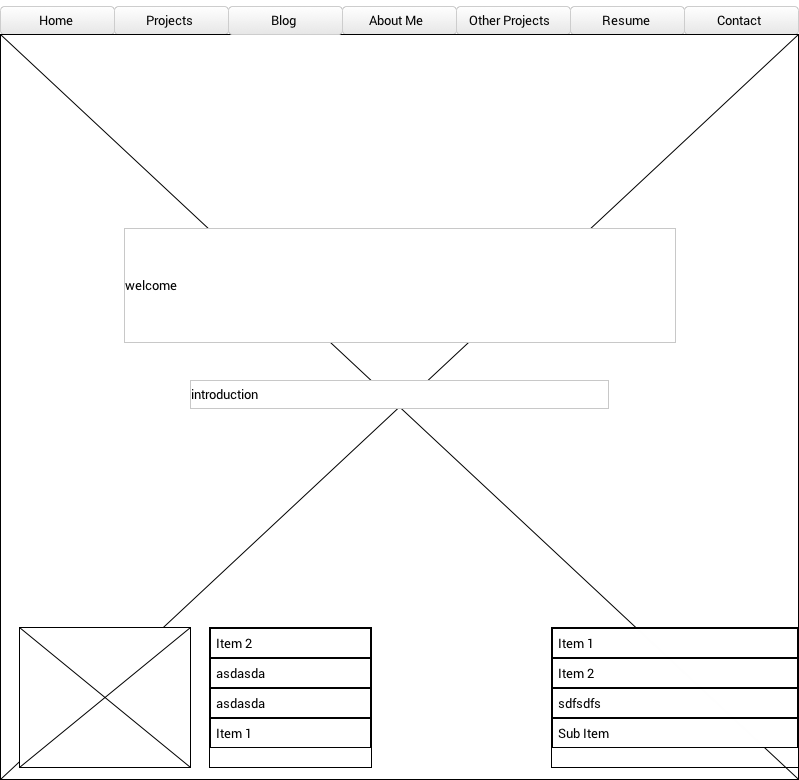 Home Projects Blog About Me Other Projects Resume Contact
welcome
introduction
Item 2
asdasda
asdasda
Item 1
Item 1
Item 2
sdfsdfs
Sub Item